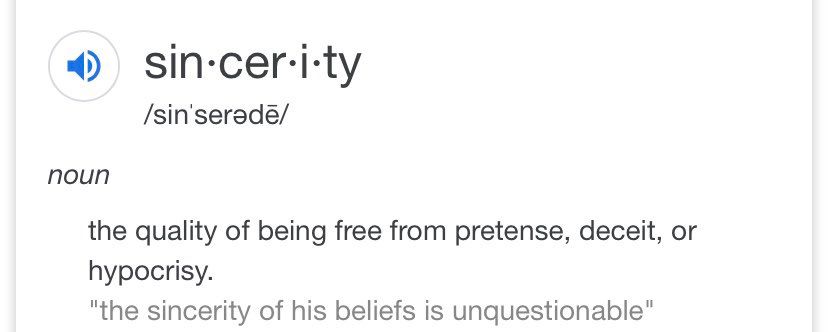 sin·cer·i·ty
/sinˈserədē/
noun
the quality of being free from pretense, deceit, or
hypocrisy.
"the sincerity of his beliefs is unquestionable"